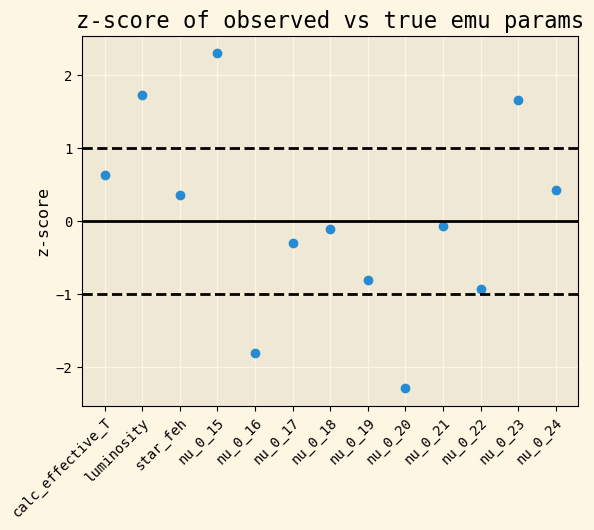 z-score of observed vs true emu params
z-score
2
1
0
−1
−2
calc_effective_T
luminosity
star_feh
nu_0_15
nu_0_16
nu_0_17
nu_0_18
nu_0_19
nu_0_20
nu_0_21
nu_0_22
nu_0_23
nu_0_24